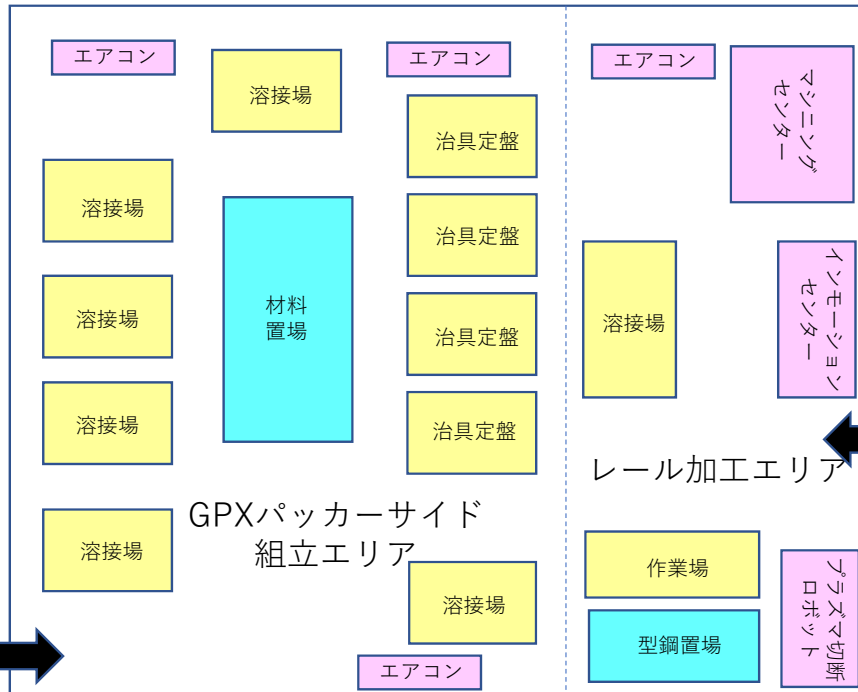 エアコン
エアコン
エアコン
溶接場
マシニング
センター
治具定盤
溶接場
治具定盤
材料
置場
溶接場
治具定盤
溶接場
インモーション
センター
溶接場
治具定盤
レール加工エリア
GPXパッカーサイド
組立エリア
溶接場
溶接場
作業場
プラズマ切断
ロボット
型鋼置場
エアコン